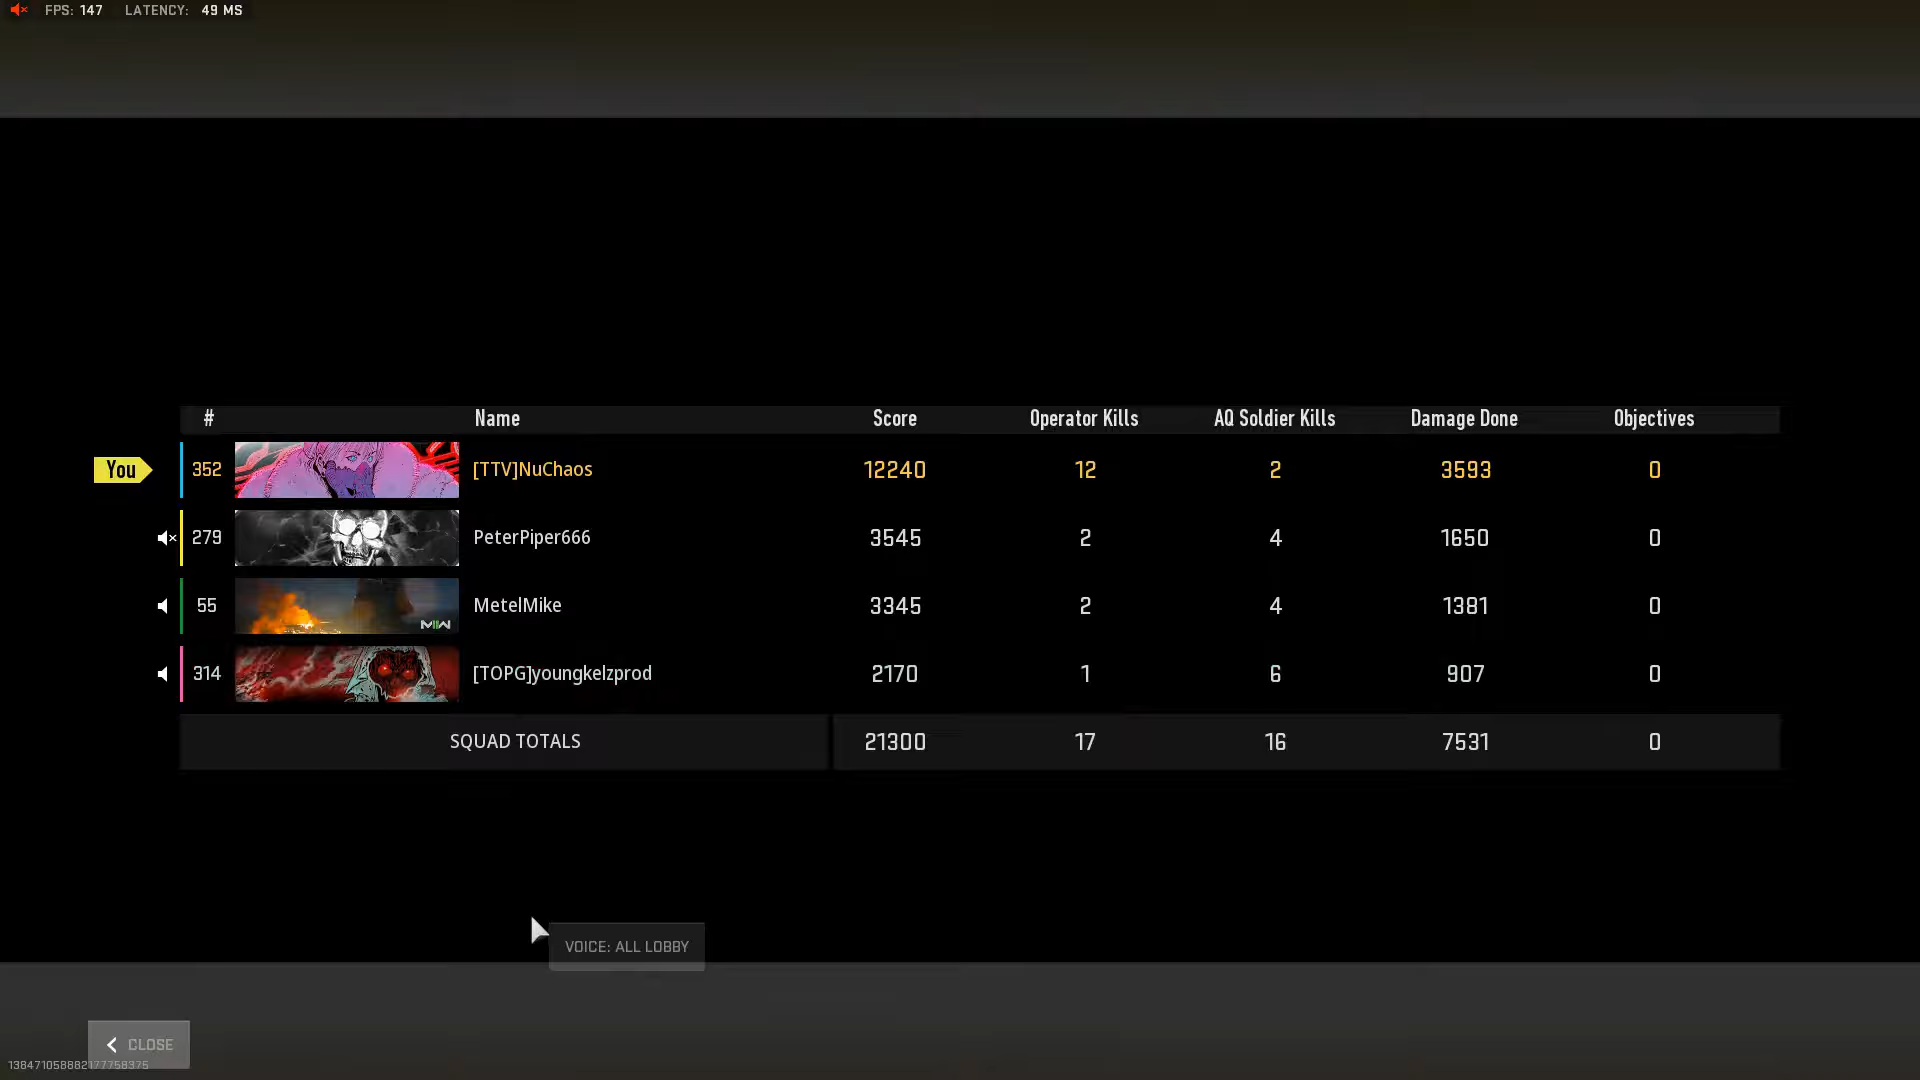 FPS: 147 LATENCY: 49 MS
# Name Score Operator Kills AQ Soldier Kills Damage Done Objectives
You 352 [TTV]NuChaos 12240 12 2 3593 0
279 PeterPiper666 3545 2 4 1650 0
55 MWII MetelMike 3345 2 4 1381 0
314 [TOPG]youngkelzprod 2170 1 6 907 0
SQUAD TOTALS 21300 17 16 7531 0
VOICE: ALL LOBBY
CLOSE
13847105888217758375